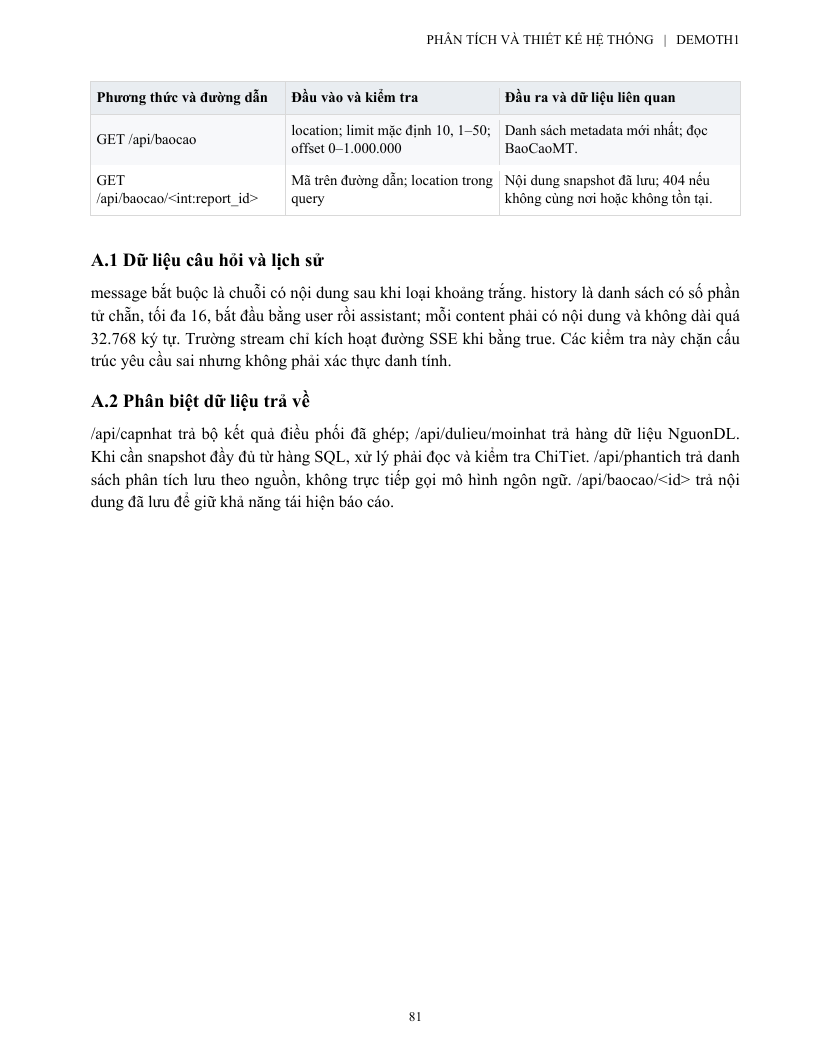 PHÂN TÍCH VÀ THIẾT KẾ HỆ THỐNG | DEMOTH1
Phương thức và đường dẫn
Đầu vào và kiểm tra
Đầu ra và dữ liệu liên quan
GET /api/baocao
location; limit mặc định 10, 1–50;
offset 0–1.000.000
Danh sách metadata mới nhất; đọc
BaoCaoMT.
GET
/api/baocao/<int:report_id>
Mã trên đường dẫn; location trong
query
Nội dung snapshot đã lưu; 404 nếu
không cùng nơi hoặc không tồn tại.
A.1 Dữ liệu câu hỏi và lịch sử
message bắt buộc là chuỗi có nội dung sau khi loại khoảng trắng. history là danh sách có số phần
tử chẵn, tối đa 16, bắt đầu bằng user rồi assistant; mỗi content phải có nội dung và không dài quá
32.768 ký tự. Trường stream chỉ kích hoạt đường SSE khi bằng true. Các kiểm tra này chặn cấu
trúc yêu cầu sai nhưng không phải xác thực danh tính.
A.2 Phân biệt dữ liệu trả về
/api/capnhat trả bộ kết quả điều phối đã ghép; /api/dulieu/moinhat trả hàng dữ liệu NguonDL.
Khi cần snapshot đầy đủ từ hàng SQL, xử lý phải đọc và kiểm tra ChiTiet. /api/phantich trả danh
sách phân tích lưu theo nguồn, không trực tiếp gọi mô hình ngôn ngữ. /api/baocao/<id> trả nội
dung đã lưu để giữ khả năng tái hiện báo cáo.
81